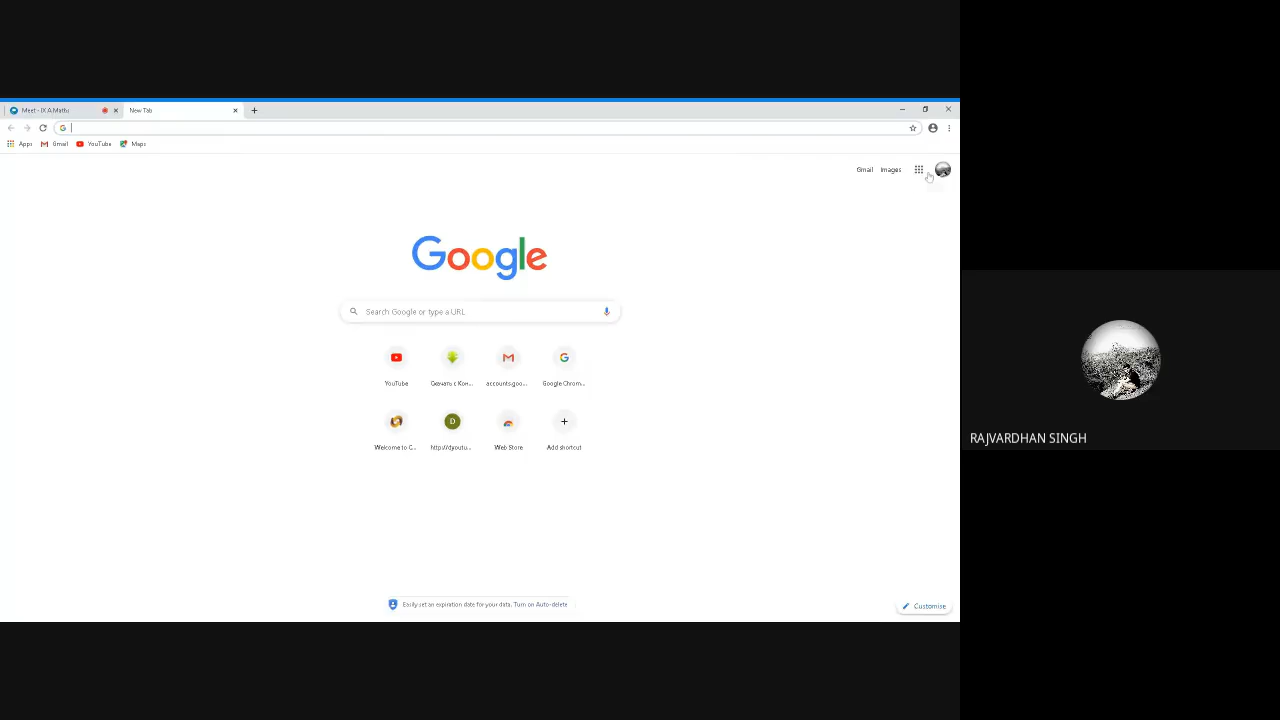 Meet - IX A Maths
New Tab
Apps
Gmail
YouTube
Maps
Gmail
Images
Google
Search Google or type a URL
YouTube
Скачать с Кон...
accounts.goo...
Google Chrom...
D
Welcome to C...
http://dyoutu...
Web Store
Add shortcut
Easily set an expiration date for your data. Turn on Auto-delete
Customise
RAJVARDHAN SINGH